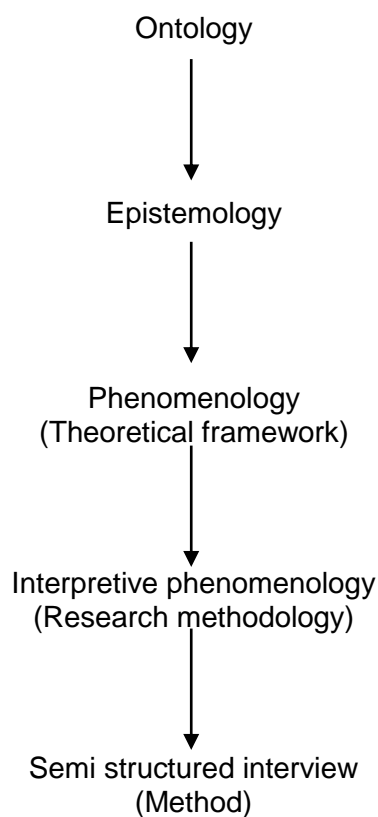 Ontology
Epistemology
Phenomenology
(Theoretical framework)
Interpretive phenomenology
(Research methodology)
Semi structured interview
(Method)